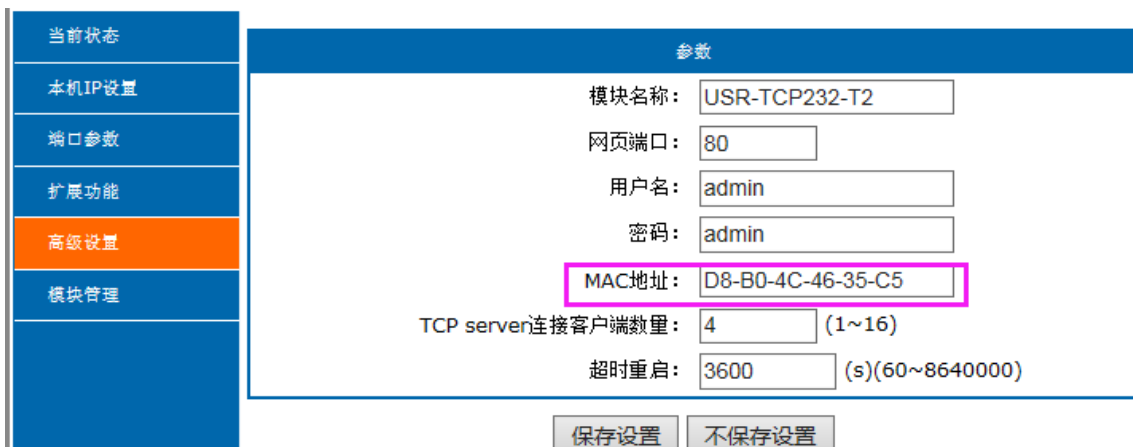 当前状态
本机IP设置
端口参数
扩展功能
高级设置
模块管理
参数
模块名称： USR-TCP232-T2
网页端口： 80
用户名： admin
密码： admin
MAC地址： D8-B0-4C-46-35-C5
TCP server连接客户端数量： 4 (1~16)
超时重启： 3600 (s)(60~8640000)
保存设置 不保存设置